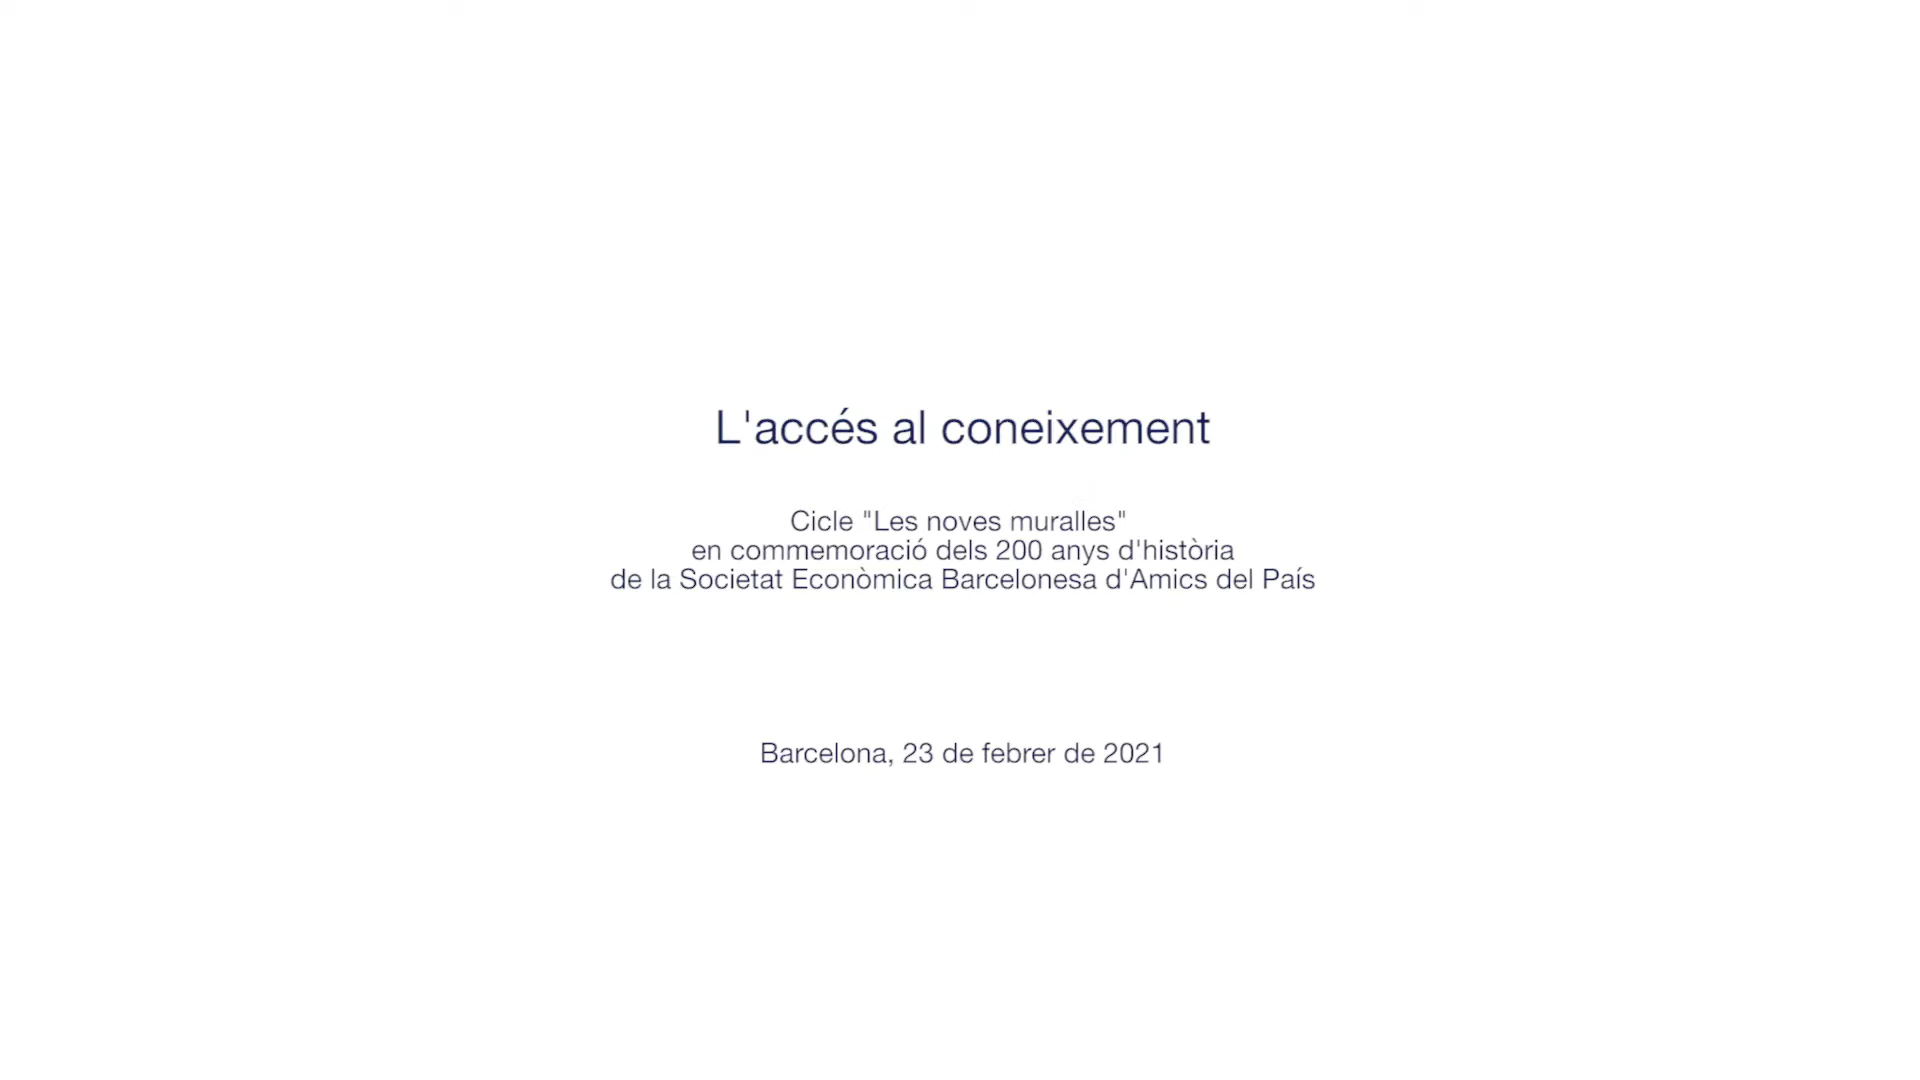 L'accés al coneixement
Cicle "Les noves muralles"
en commemoració dels 200 anys d'història
de la Societat Econòmica Barcelonesa d'Amics del País
Barcelona, 23 de febrer de 2021